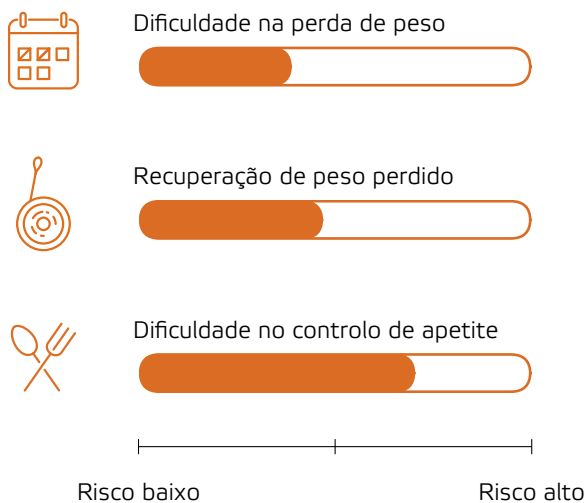 Dificuldade na perda de peso
Recuperação de peso perdido
Dificuldade no controlo de apetite
Risco baixo
Risco alto